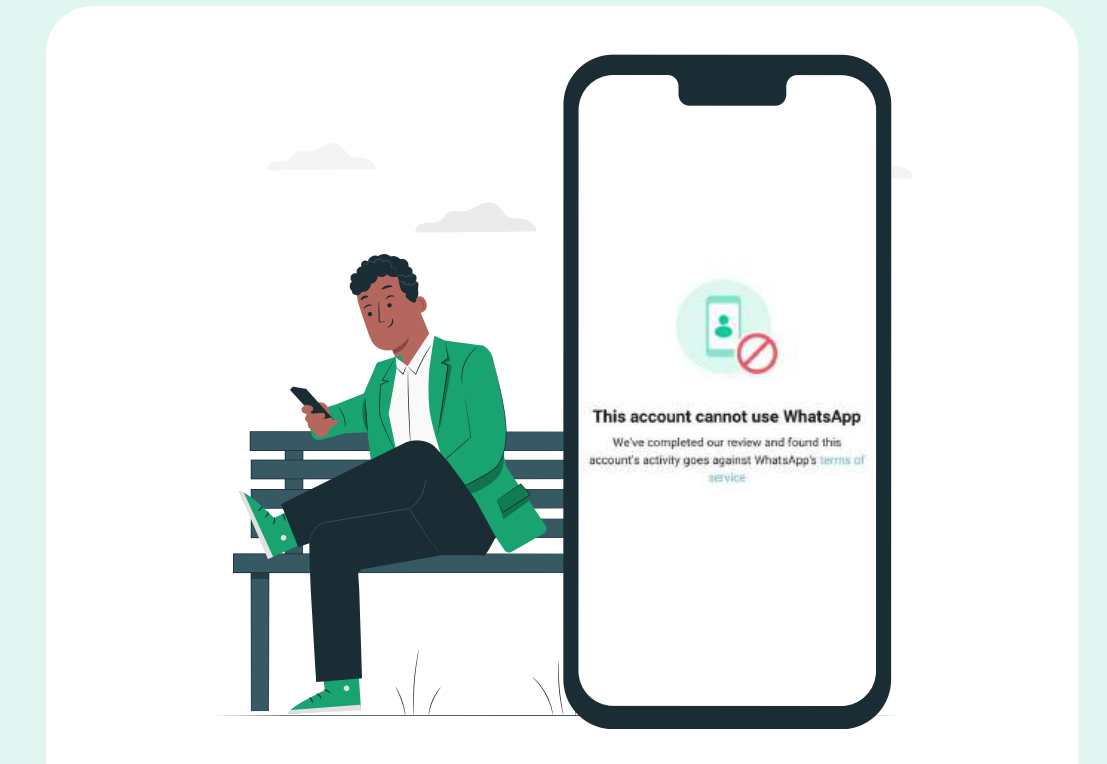 This account cannot use WhatsApp
We've completed our review and found this
account's activity goes against WhatsApp's terms of
service